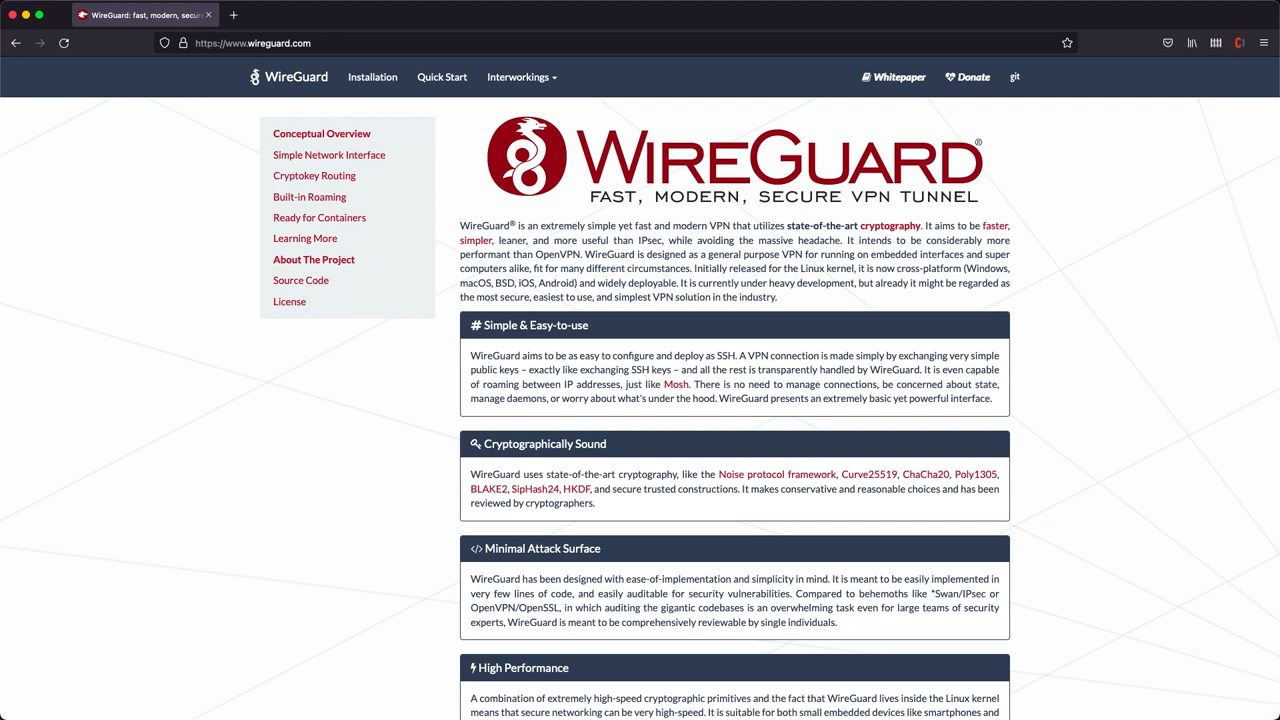 WireGuard: fast, modern, secur
https://www.wireguard.com
WireGuard Installation Quick Start Interworkings Whitepaper Donate git
Conceptual Overview
Simple Network Interface
Cryptokey Routing
Built-in Roaming
Ready for Containers
Learning More
About The Project
Source Code
License
WIREGUARD®
FAST, MODERN, SECURE VPN TUNNEL
WireGuard® is an extremely simple yet fast and modern VPN that utilizes state-of-the-art cryptography. It aims to be faster,
simpler, leaner, and more useful than IPsec, while avoiding the massive headache. It intends to be considerably more
performant than OpenVPN. WireGuard is designed as a general purpose VPN for running on embedded interfaces and super
computers alike, fit for many different circumstances. Initially released for the Linux kernel, it is now cross-platform (Windows,
macOS, BSD, iOS, Android) and widely deployable. It is currently under heavy development, but already it might be regarded as
the most secure, easiest to use, and simplest VPN solution in the industry.
# Simple & Easy-to-use
WireGuard aims to be as easy to configure and deploy as SSH. A VPN connection is made simply by exchanging very simple
public keys – exactly like exchanging SSH keys – and all the rest is transparently handled by WireGuard. It is even capable
of roaming between IP addresses, just like Mosh. There is no need to manage connections, be concerned about state,
manage daemons, or worry about what's under the hood. WireGuard presents an extremely basic yet powerful interface.
Cryptographically Sound
WireGuard uses state-of-the-art cryptography, like the Noise protocol framework, Curve25519, ChaCha20, Poly1305,
BLAKE2, SipHash24, HKDF, and secure trusted constructions. It makes conservative and reasonable choices and has been
reviewed by cryptographers.
</> Minimal Attack Surface
WireGuard has been designed with ease-of-implementation and simplicity in mind. It is meant to be easily implemented in
very few lines of code, and easily auditable for security vulnerabilities. Compared to behemoths like *Swan/IPsec or
OpenVPN/OpenSSL, in which auditing the gigantic codebases is an overwhelming task even for large teams of security
experts, WireGuard is meant to be comprehensively reviewable by single individuals.
High Performance
A combination of extremely high-speed cryptographic primitives and the fact that WireGuard lives inside the Linux kernel
means that secure networking can be very high-speed. It is suitable for both small embedded devices like smartphones and